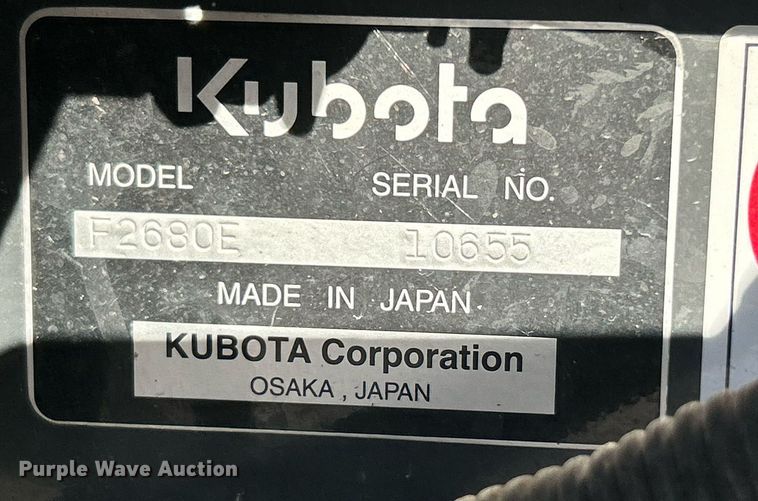 Kubota
MODEL SERIAL NO.
F2680E 10655
MADE IN JAPAN
KUBOTA Corporation
OSAKA , JAPAN
Purple Wave Auction